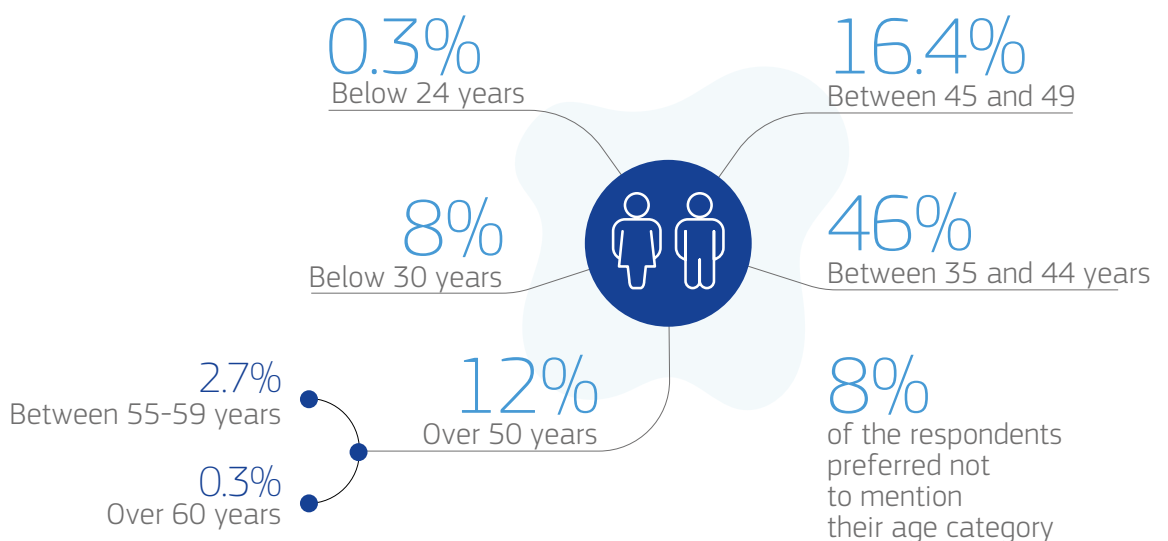 0.3%
Below 24 years
16.4%
Between 45 and 49
8%
Below 30 years
46%
Between 35 and 44 years
2.7%
Between 55-59 years
0.3%
Over 60 years
12%
Over 50 years
8%
of the respondents
preferred not
to mention
their age category